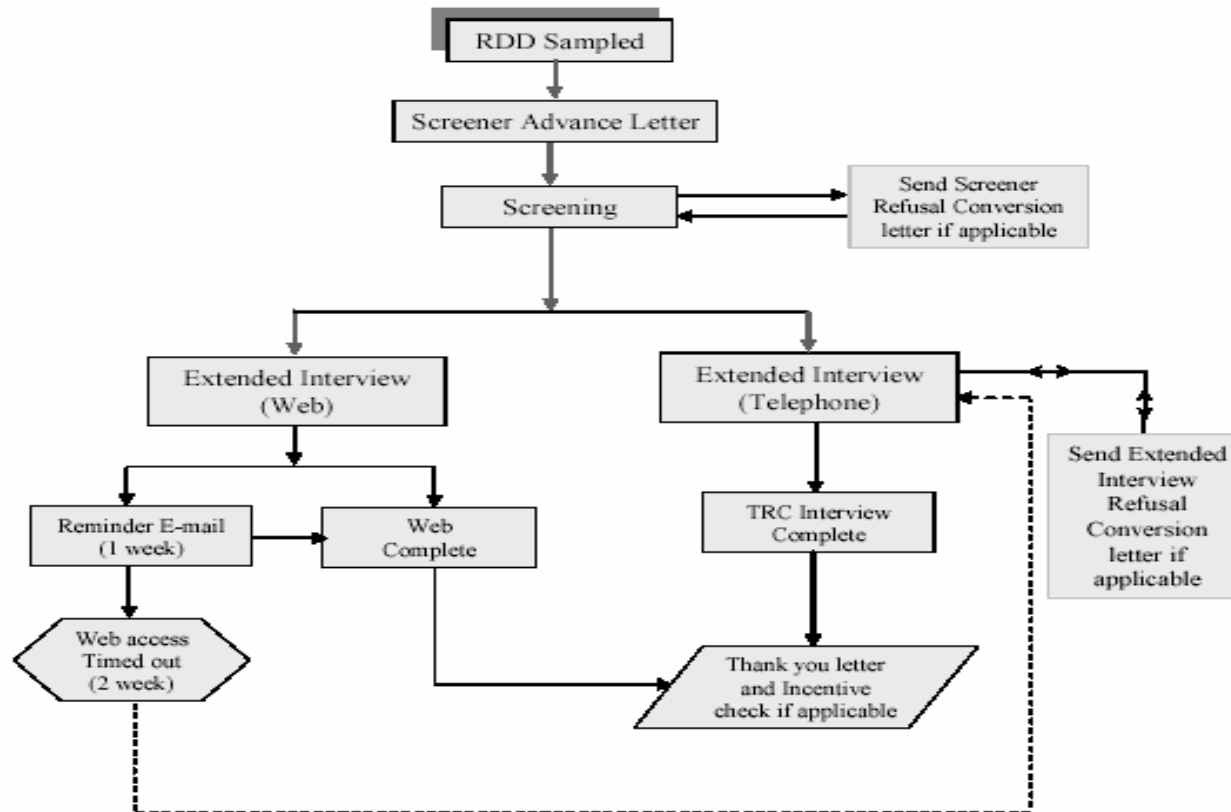 RDD Sampled
Screener Advance Letter
Screening
Send Screener
Refusal Conversion
letter if applicable
Extended Interview
(Web)
Extended Interview
(Telephone)
Send Extended
Interview
Refusal
Conversion
letter if
applicable
Reminder E-mail
(1 week)
Web
Complete
TRC Interview
Complete
Web access
Timed out
(2 week)
Thank you letter
and Incentive
check if applicable